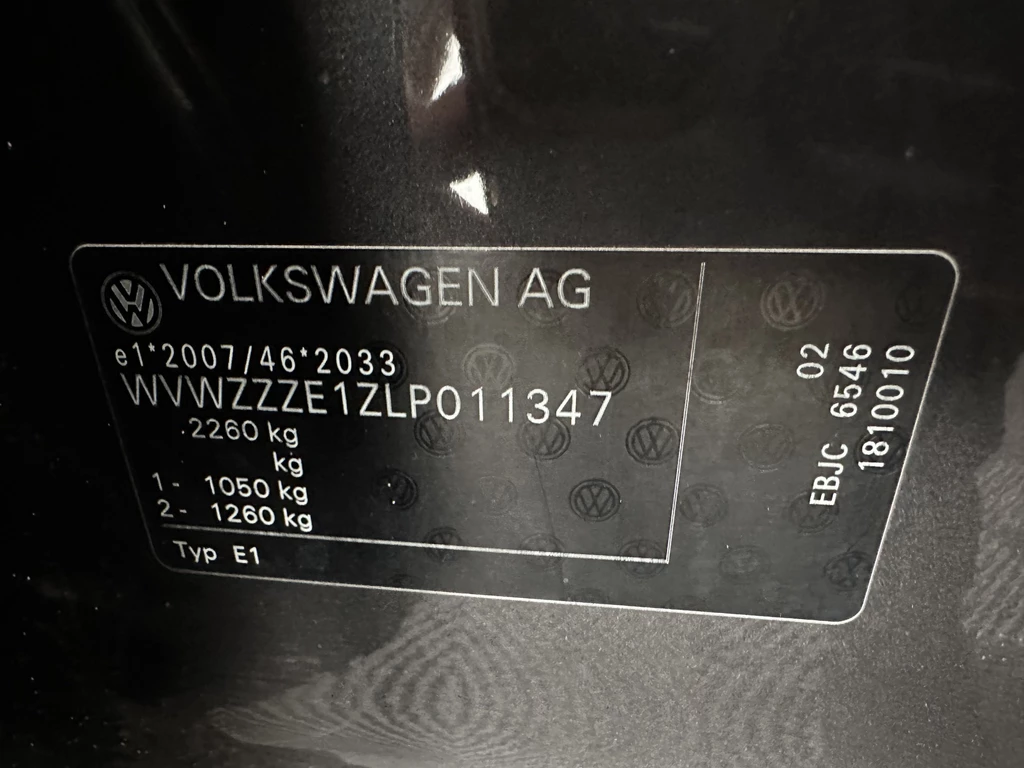 VOLKSWAGEN AG
e1*2007/46*2033
WVWZZZE1ZLP011347
2260 kg
kg
1- 1050 kg
2- 1260 kg
Typ E1
02
EBJC 6546
18100010